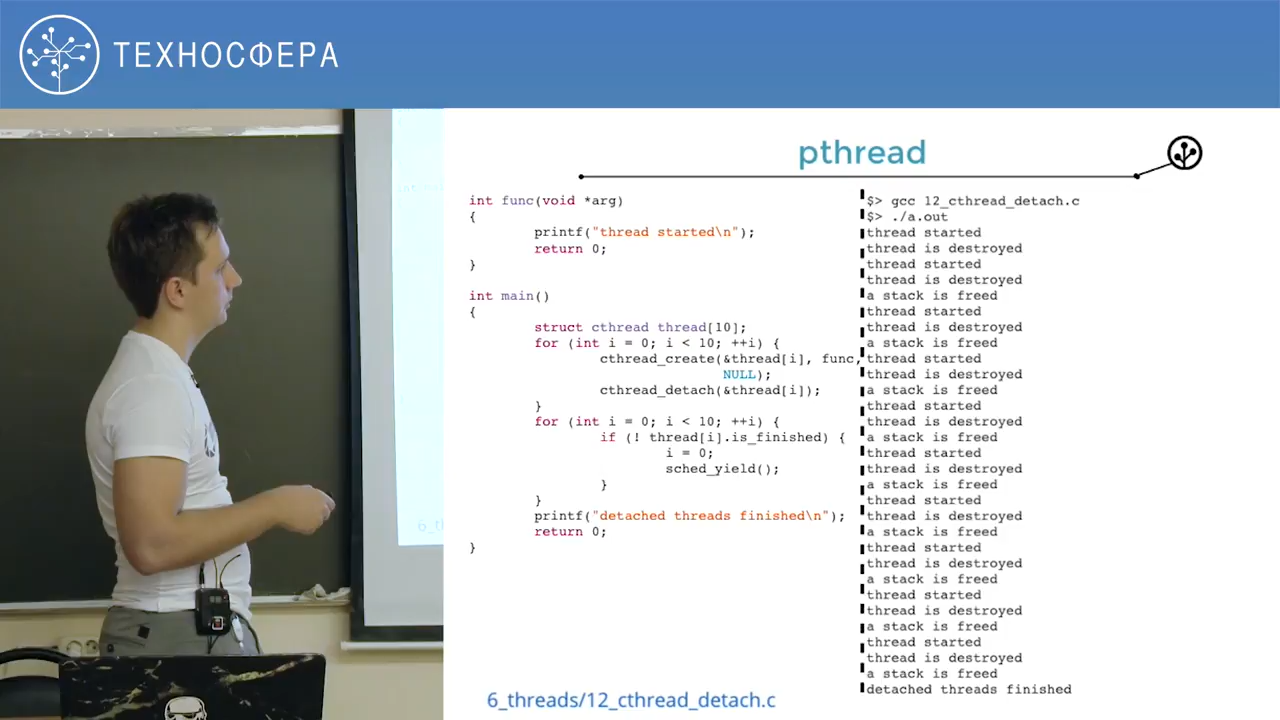 ТЕХНОСФЕРА
pthread
int func(void *arg)
{
printf("thread started\n");
return 0;
}
int main()
{
struct cthread thread[10];
for (int i = 0; i < 10; ++i) {
cthread_create(&thread[i], func,
NULL);
cthread_detach(&thread[i]);
}
for (int i = 0; i < 10; ++i) {
if (! thread[i].is_finished) {
i = 0;
sched_yield();
}
}
printf("detached threads finished\n");
return 0;
}
6_threads/12_cthread_detach.c
$> gcc 12_cthread_detach.c
$> ./a.out
thread started
thread is destroyed
thread started
thread is destroyed
a stack is freed
thread started
thread is destroyed
a stack is freed
thread started
thread is destroyed
a stack is freed
thread started
thread is destroyed
a stack is freed
thread started
thread is destroyed
a stack is freed
thread started
thread is destroyed
a stack is freed
thread started
thread is destroyed
a stack is freed
thread started
thread is destroyed
a stack is freed
thread started
thread is destroyed
a stack is freed
detached threads finished